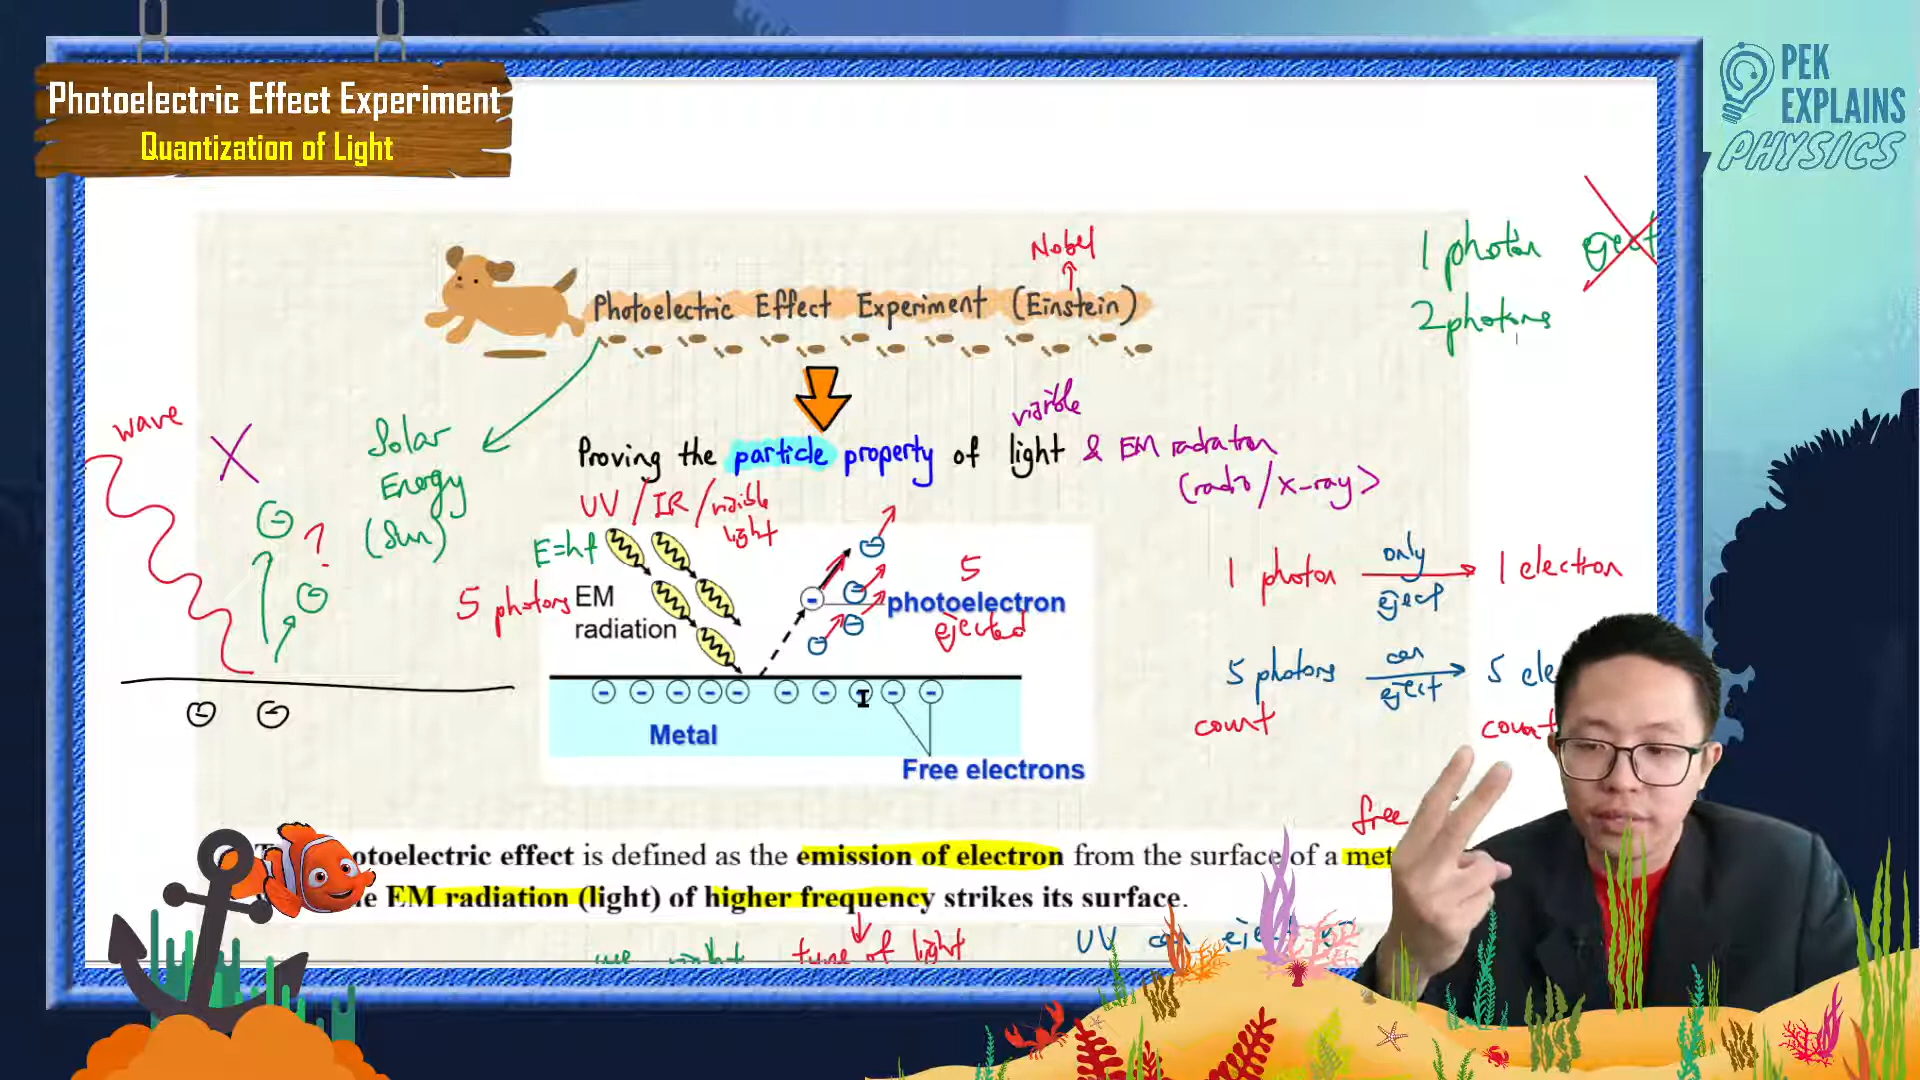 Photoelectric Effect Experiment
Quantization of Light
PEK
EXPLAINS
PHYSICS
Nobel
Photoelectric Effect Experiment (Einstein)
1 photon eject
2 photons
wave
Solar
Energy
(Sun)
?
visible
Proving the particle property of light & EM radiation
(radio / x-ray)
UV / IR / visible
light
E=hf
5 photons
EM
radiation
5
photoelectron
ejected
Metal
Free electrons
1 photon only eject 1 electron
5 photons can eject 5 ele
count count
free
otoelectric effect is defined as the emission of electron from the surface of a met
e EM radiation (light) of higher frequency strikes its surface.
type of light
UV can eject